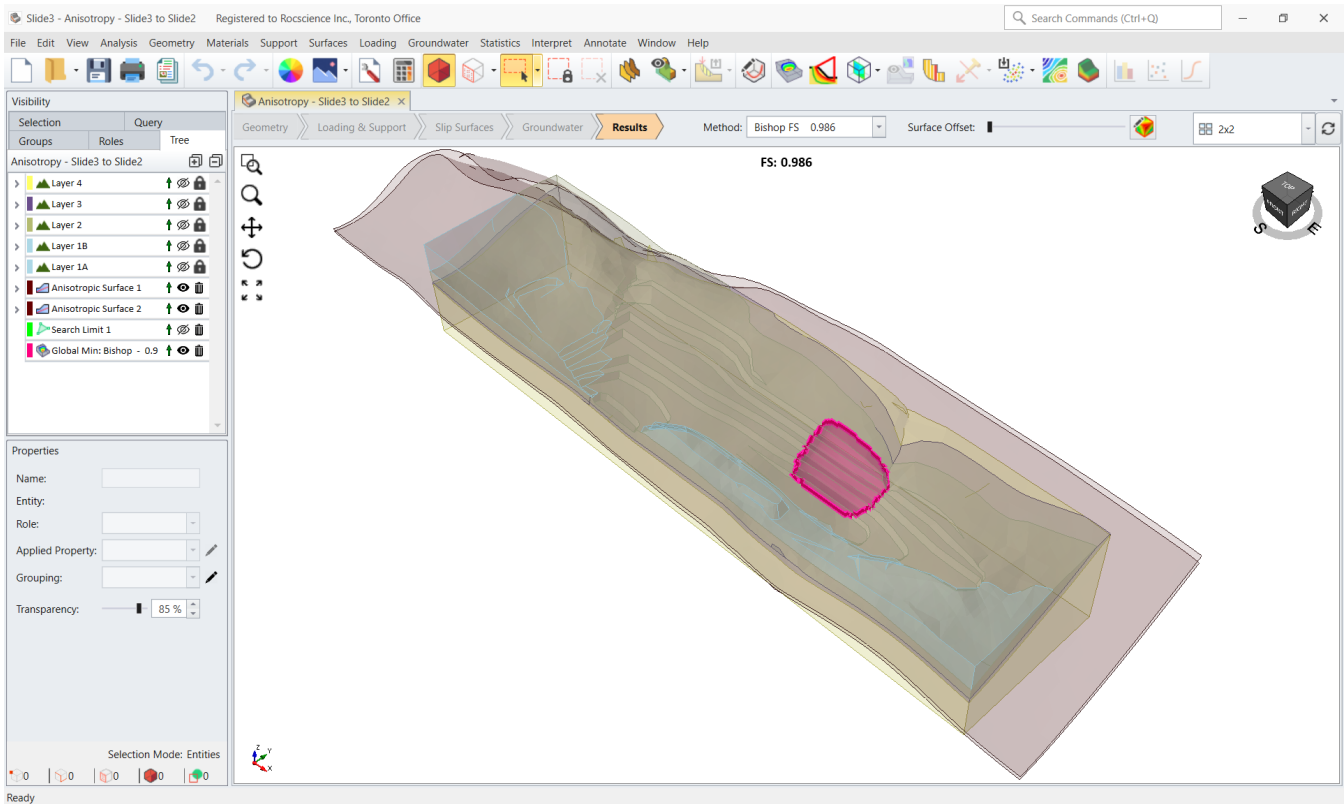 Slide3 - Anisotropy - Slide3 to Slide2 Registered to Rocscience Inc., Toronto Office
Search Commands (Ctrl+Q)
File Edit View Analysis Geometry Materials Support Surfaces Loading Groundwater Statistics Interpret Annotate Window Help
Visibility
Selection Query
Groups Roles Tree
Anisotropy - Slide3 to Slide2
Layer 4
Layer 3
Layer 2
Layer 1B
Layer 1A
Anisotropic Surface 1
Anisotropic Surface 2
Search Limit 1
Global Min: Bishop - 0.9
Properties
Name:
Entity:
Role:
Applied Property:
Grouping:
Transparency: 85 %
Selection Mode: Entities
0 0 0 0 0
Ready
Anisotropy - Slide3 to Slide2
Geometry Loading & Support Slip Surfaces Groundwater Results Method: Bishop FS 0.986 Surface Offset: 2x2
FS: 0.986
TOP
FRONT RIGHT
S E
Z Y
X